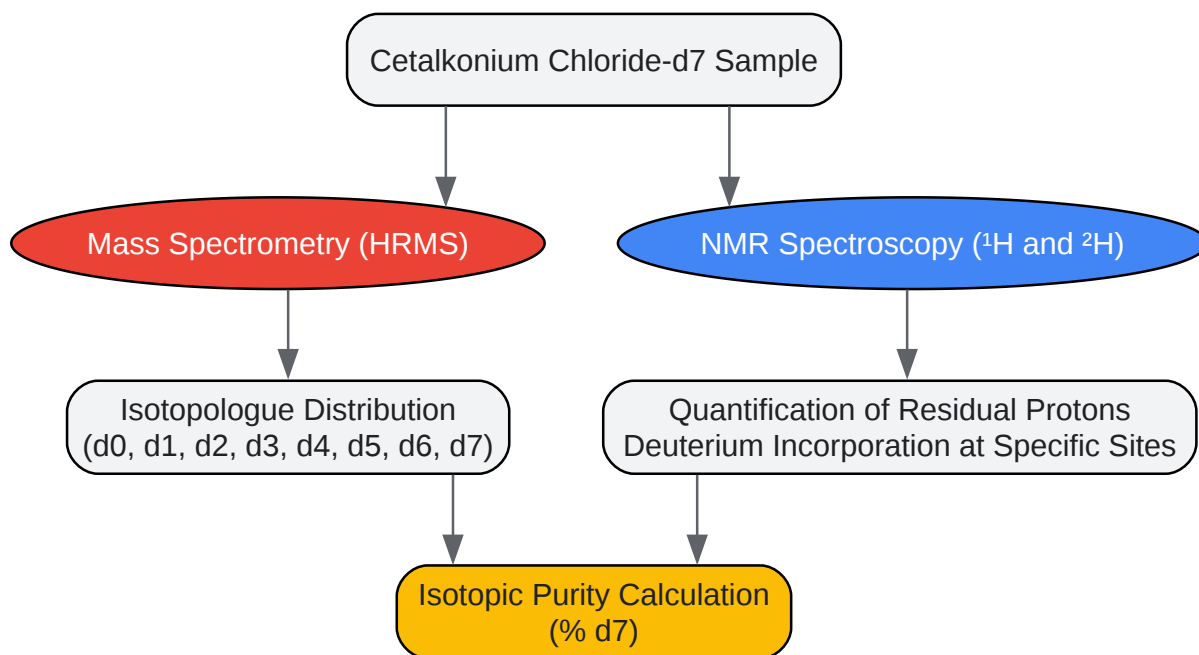 Cetalkonium Chloride-d7 Sample
Mass Spectrometry (HRMS)
NMR Spectroscopy (¹H and ²H)
Isotopologue Distribution
(d0, d1, d2, d3, d4, d5, d6, d7)
Quantification of Residual Protons
Deuterium Incorporation at Specific Sites
Isotopic Purity Calculation
(% d7)